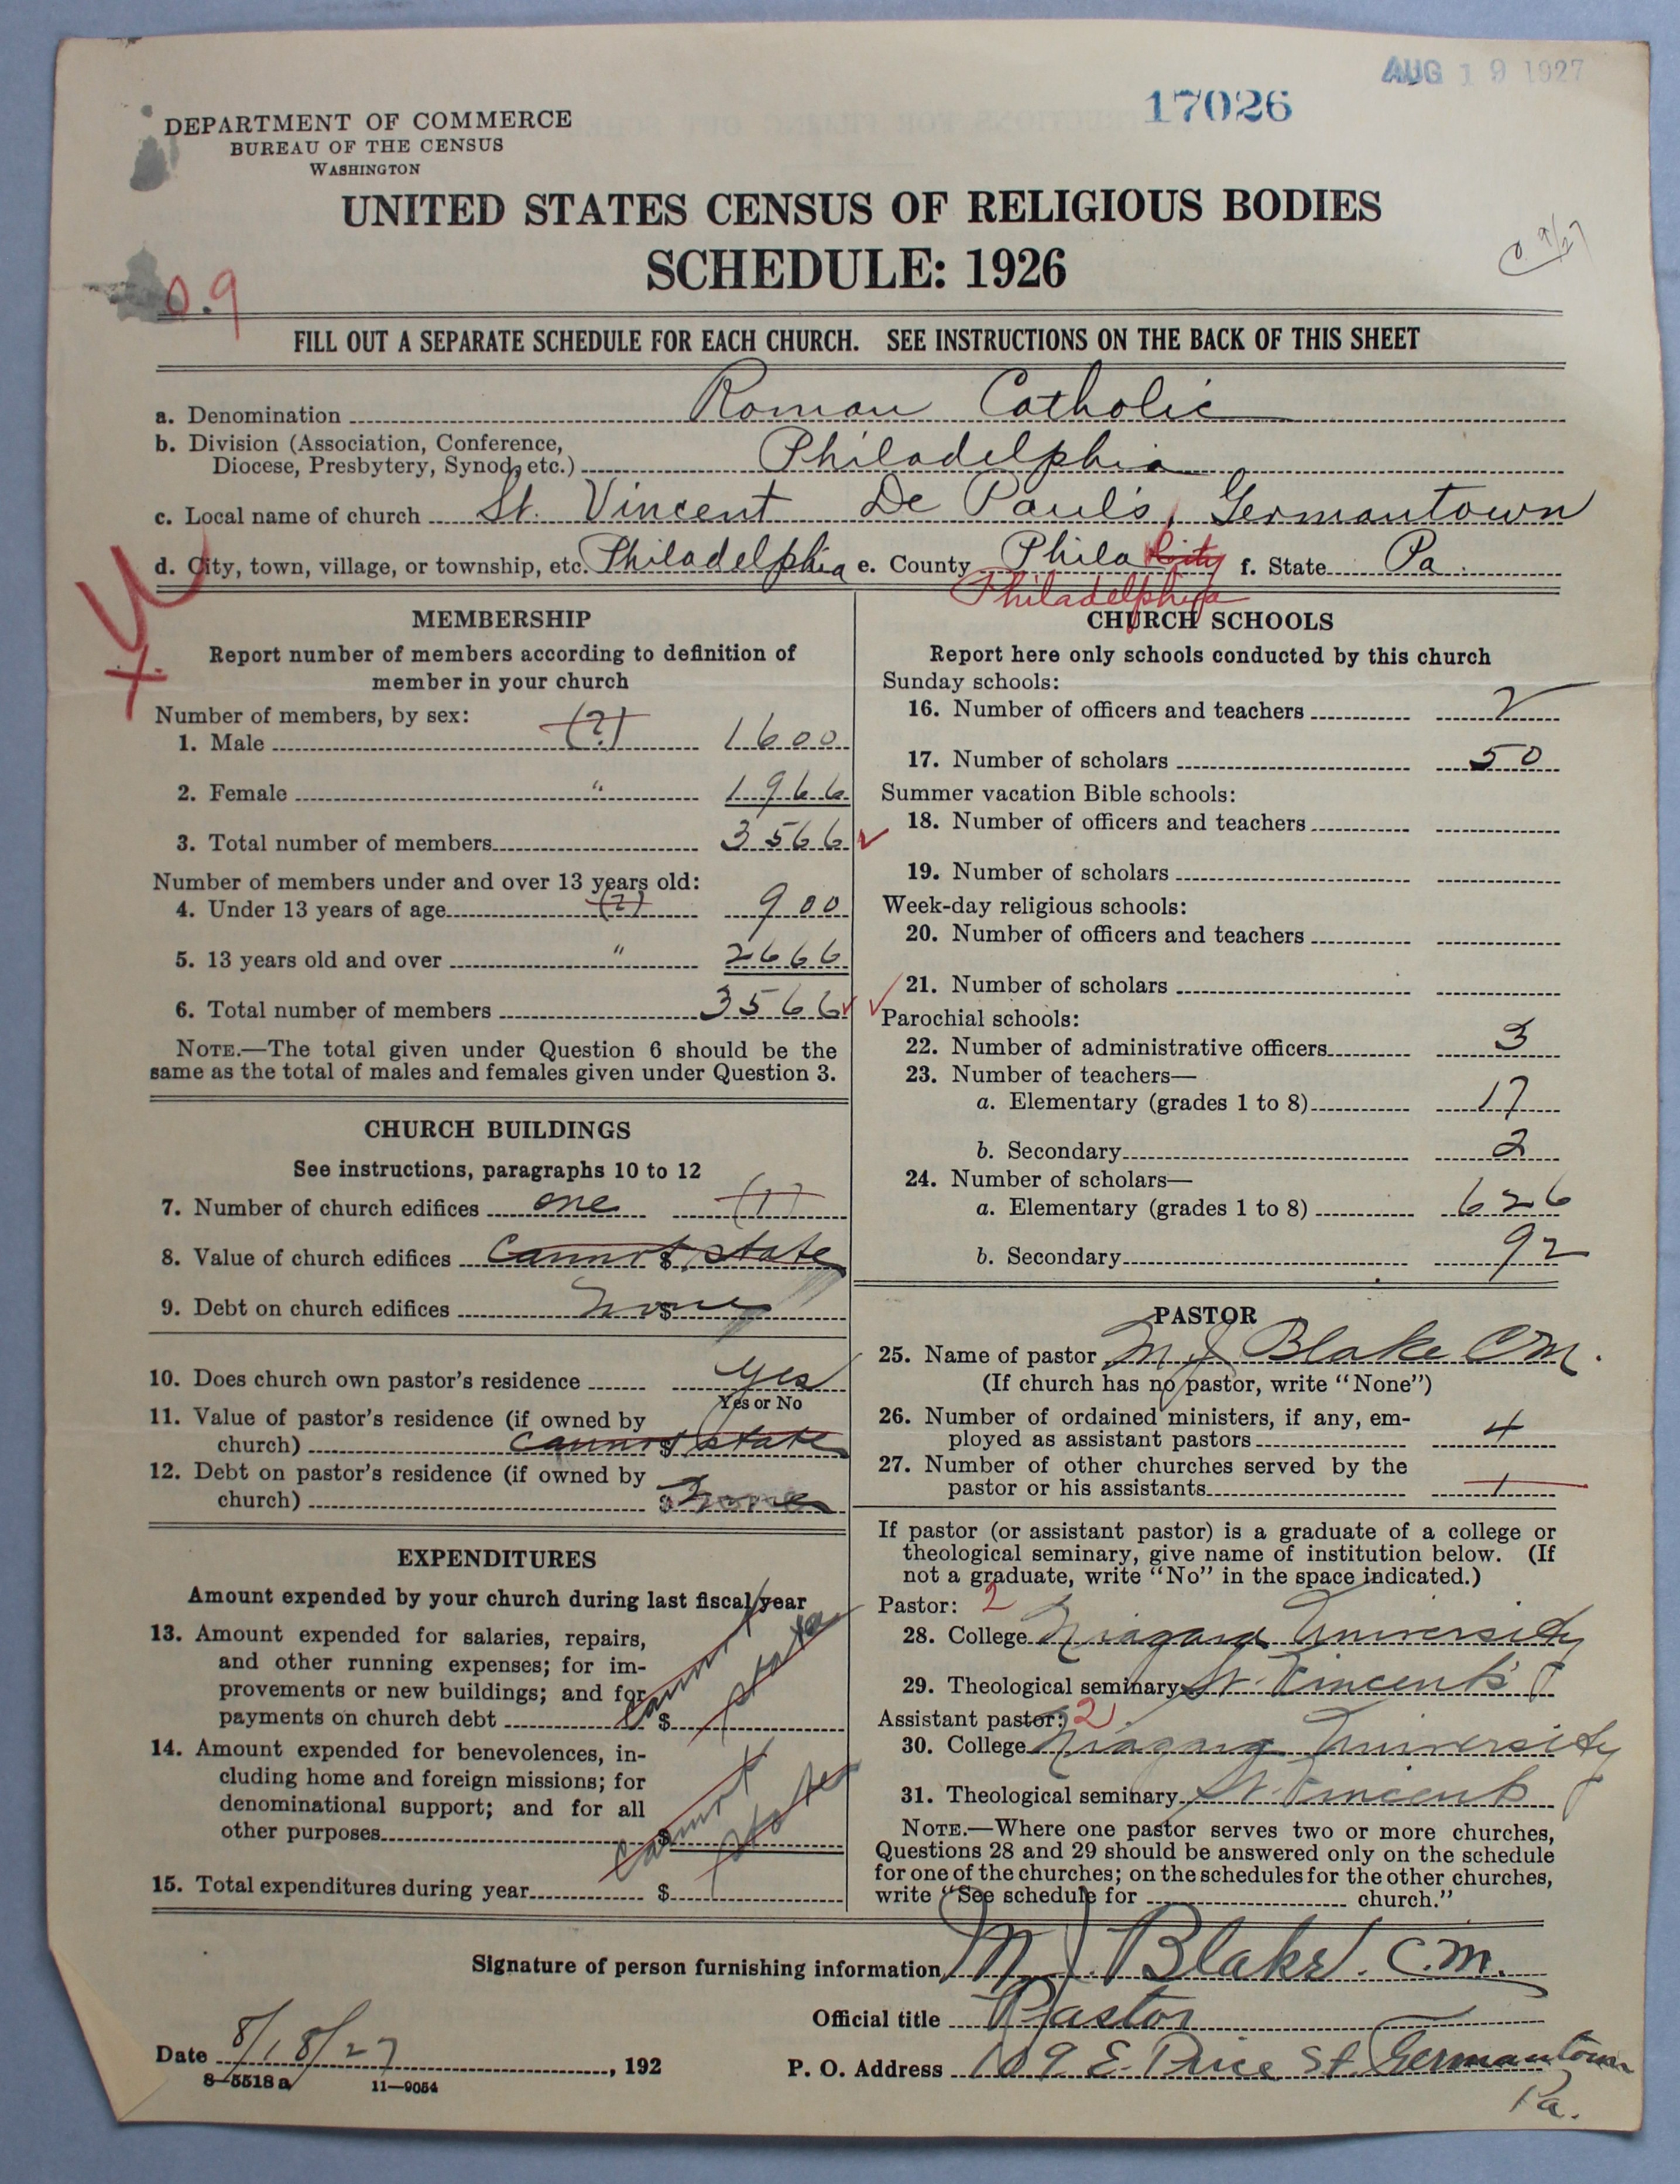 AUG 19 1927
17026
DEPARTMENT OF COMMERCE
BUREAU OF THE CENSUS
WASHINGTON
UNITED STATES CENSUS OF RELIGIOUS BODIES
SCHEDULE: 1926
0.9
FILL OUT A SEPARATE SCHEDULE FOR EACH CHURCH. SEE INSTRUCTIONS ON THE BACK OF THIS SHEET
a. Denomination Roman Catholic
b. Division (Association, Conference,
Diocese, Presbytery, Synod, etc.) Philadelphia
c. Local name of church St. Vincent De Paul's, Germantown
d. City, town, village, or township, etc. Philadelphia e. County Phila City f. State Pa.
Philadelphia
MEMBERSHIP
Report number of members according to definition of
member in your church
Number of members, by sex:
1. Male (?) 1600
2. Female " 1966
3. Total number of members 3566
Number of members under and over 13 years old:
4. Under 13 years of age (?) 900
5. 13 years old and over " 2666
6. Total number of members 3566
NOTE.—The total given under Question 6 should be the
same as the total of males and females given under Question 3.
CHURCH BUILDINGS
See instructions, paragraphs 10 to 12
7. Number of church edifices one (1)
8. Value of church edifices $ Cannot state
9. Debt on church edifices $ None
10. Does church own pastor's residence Yes
Yes or No
11. Value of pastor's residence (if owned by
church) $ cannot state
12. Debt on pastor's residence (if owned by
church) $ None
EXPENDITURES
Amount expended by your church during last fiscal year
13. Amount expended for salaries, repairs,
and other running expenses; for im-
provements or new buildings; and for
payments on church debt $ cannot state
14. Amount expended for benevolences, in-
cluding home and foreign missions; for
denominational support; and for all
other purposes $ cannot state
15. Total expenditures during year $
CHURCH SCHOOLS
Report here only schools conducted by this church
Sunday schools:
16. Number of officers and teachers 2
17. Number of scholars 50
Summer vacation Bible schools:
18. Number of officers and teachers
19. Number of scholars
Week-day religious schools:
20. Number of officers and teachers
21. Number of scholars
Parochial schools:
22. Number of administrative officers 3
23. Number of teachers—
a. Elementary (grades 1 to 8) 17
b. Secondary 2
24. Number of scholars—
a. Elementary (grades 1 to 8) 626
b. Secondary 92
PASTOR
25. Name of pastor M J Blake CM.
(If church has no pastor, write "None")
26. Number of ordained ministers, if any, em-
ployed as assistant pastors 4
27. Number of other churches served by the
pastor or his assistants 1
If pastor (or assistant pastor) is a graduate of a college or
theological seminary, give name of institution below. (If
not a graduate, write "No" in the space indicated.)
Pastor: 2
28. College Niagara University
29. Theological seminary St. Vincent's
Assistant pastor: 2
30. College Niagara University
31. Theological seminary St. Vincent's
NOTE.—Where one pastor serves two or more churches,
Questions 28 and 29 should be answered only on the schedule
for one of the churches; on the schedules for the other churches,
write "See schedule for church."
Signature of person furnishing information M J. Blake. C.M.
Official title Pastor
Date 8/18/27, 192
P. O. Address 109 E. Price St. Germantown
Pa.
8-5518a 11-9054